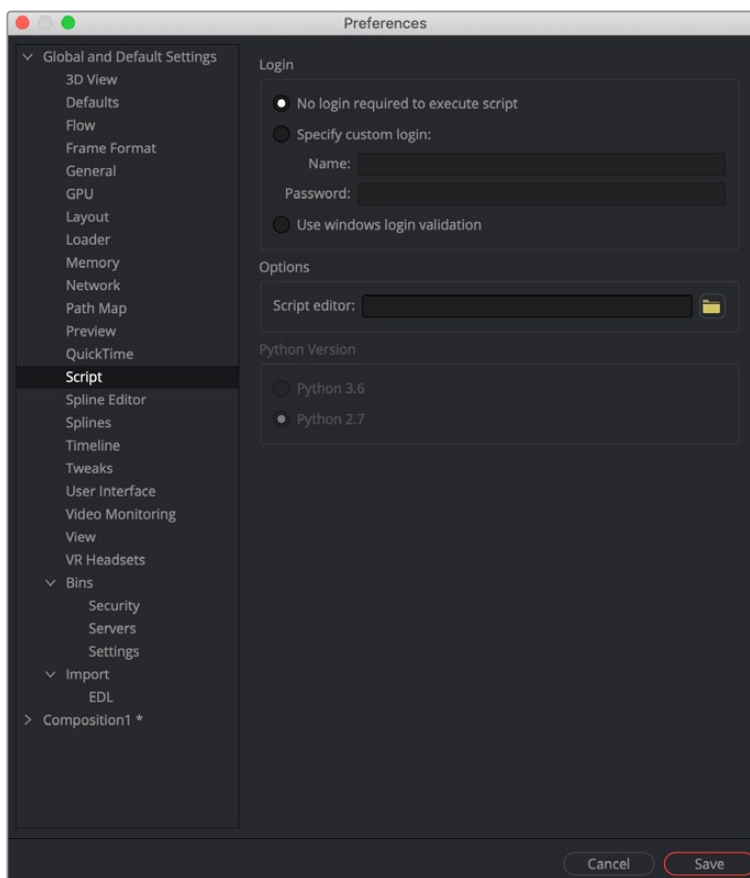 Preferences
Global and Default Settings
3D View
Defaults
Flow
Frame Format
General
GPU
Layout
Loader
Memory
Network
Path Map
Preview
QuickTime
Script
Spline Editor
Splines
Timeline
Tweaks
User Interface
Video Monitoring
View
VR Headsets
Bins
Security
Servers
Settings
Import
EDL
Composition1 *
Login
No login required to execute script
Specify custom login:
Name:
Password:
Use windows login validation
Options
Script editor:
Python Version
Python 3.6
Python 2.7
Cancel
Save